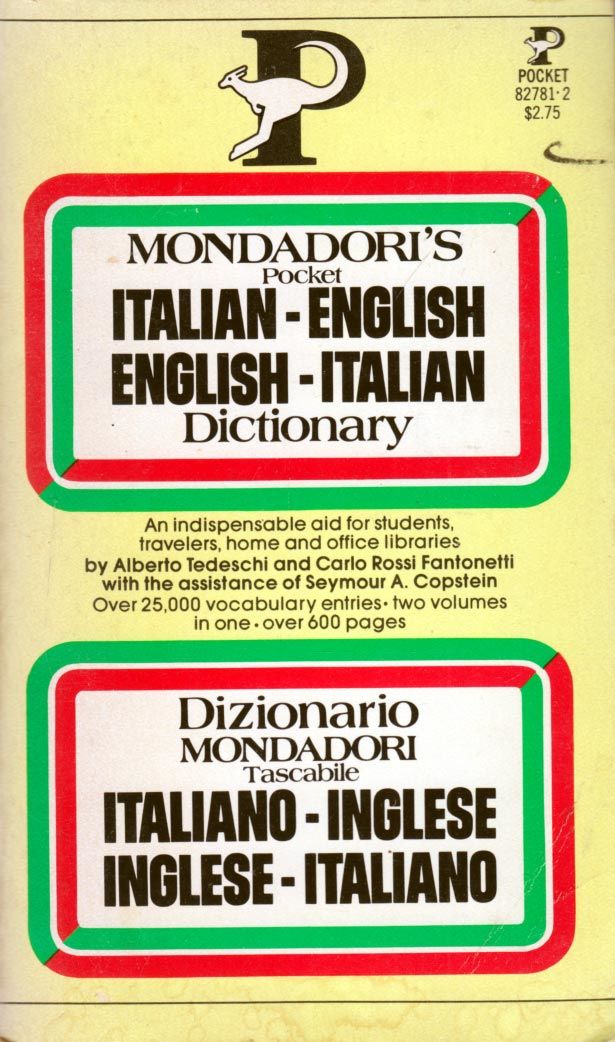 P
P
POCKET
82781·2
$2.75
MONDADORI'S
Pocket
ITALIAN - ENGLISH
ENGLISH - ITALIAN
Dictionary
An indispensable aid for students,
travelers, home and office libraries
by Alberto Tedeschi and Carlo Rossi Fantonetti
with the assistance of Seymour A. Copstein
Over 25,000 vocabulary entries • two volumes
in one • over 600 pages
Dizionario
MONDADORI
Tascabile
ITALIANO - INGLESE
INGLESE - ITALIANO